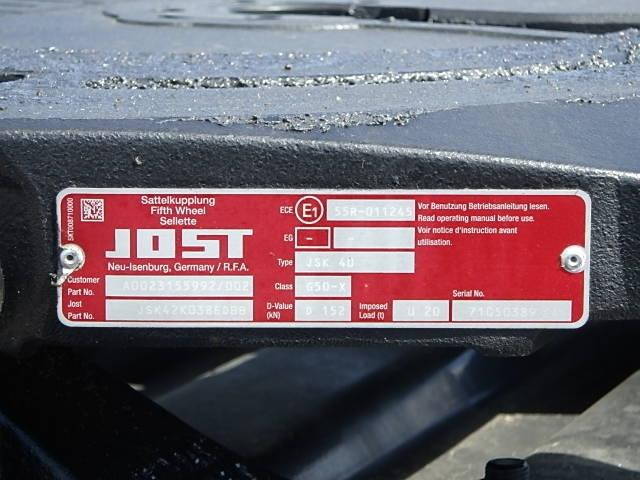 SKT008710000
Sattelkupplung
Fifth Wheel
Sellette
JOST
Neu-Isenburg, Germany / R.F.A.
Customer
Part No.
A0023155992/002
Jost
Part No.
ECE E1 55R-011245
EG - -
Type JSK 40
Class G50-X
D-Value
(kN)
D 152
Imposed
Load (t)
U 20
Vor Benutzung Betriebsanleitung lesen.
Read operating manual before use.
Voir notice d'instruction avant
utilisation.
Serial No.